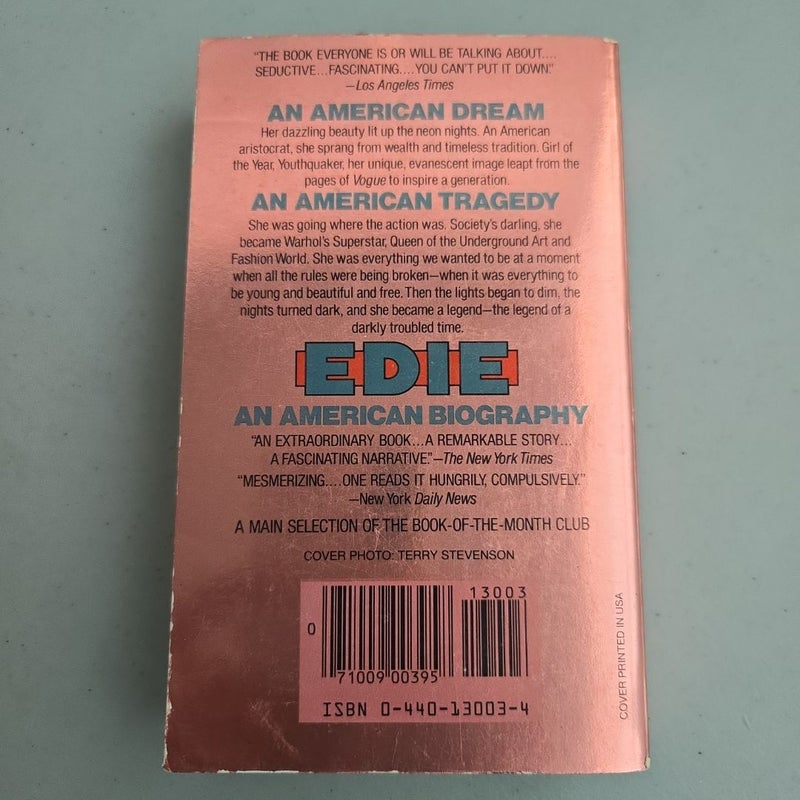 "THE BOOK EVERYONE IS OR WILL BE TALKING ABOUT....
SEDUCTIVE...FASCINATING....YOU CAN'T PUT IT DOWN."
—Los Angeles Times
AN AMERICAN DREAM
Her dazzling beauty lit up the neon nights. An American
aristocrat, she sprang from wealth and timeless tradition. Girl of
the Year, Youthquaker, her unique, evanescent image leapt from the
pages of Vogue to inspire a generation.
AN AMERICAN TRAGEDY
She was going where the action was. Society's darling, she
became Warhol's Superstar, Queen of the Underground Art and
Fashion World. She was everything we wanted to be at a moment
when all the rules were being broken—when it was everything to
be young and beautiful and free. Then the lights began to dim, the
nights turned dark, and she became a legend—the legend of a
darkly troubled time.
EDIE
AN AMERICAN BIOGRAPHY
"AN EXTRAORDINARY BOOK...A REMARKABLE STORY...
A FASCINATING NARRATIVE."—The New York Times
"MESMERIZING....ONE READS IT HUNGRILY, COMPULSIVELY."
—New York Daily News
A MAIN SELECTION OF THE BOOK-OF-THE-MONTH CLUB
COVER PHOTO: TERRY STEVENSON
13003
0
71009 00395
ISBN 0-440-13003-4
COVER PRINTED IN USA